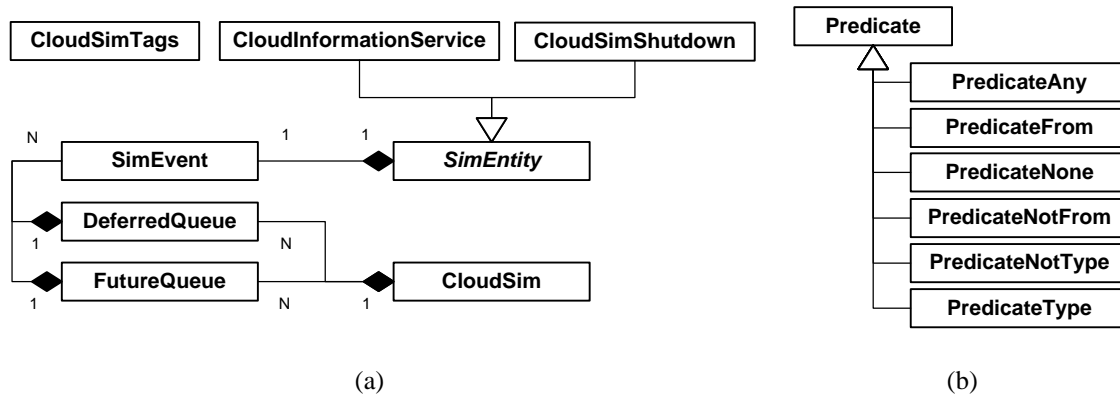 CloudSimTags
CloudInformationService
CloudSimShutdown
Predicate
PredicateAny
PredicateFrom
PredicateNone
PredicateNotFrom
PredicateNotType
PredicateType
N
SimEvent
1
1
SimEntity
DeferredQueue
1
N
FutureQueue
1
N
1
CloudSim
(a)
(b)